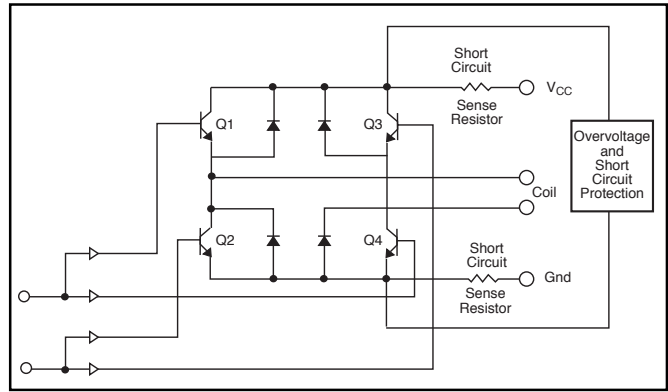 Short
Circuit
V_CC
Sense
Resistor
Q1
Q3
Overvoltage
and
Short
Circuit
Protection
Coil
Q2
Q4
Short
Circuit
Gnd
Sense
Resistor